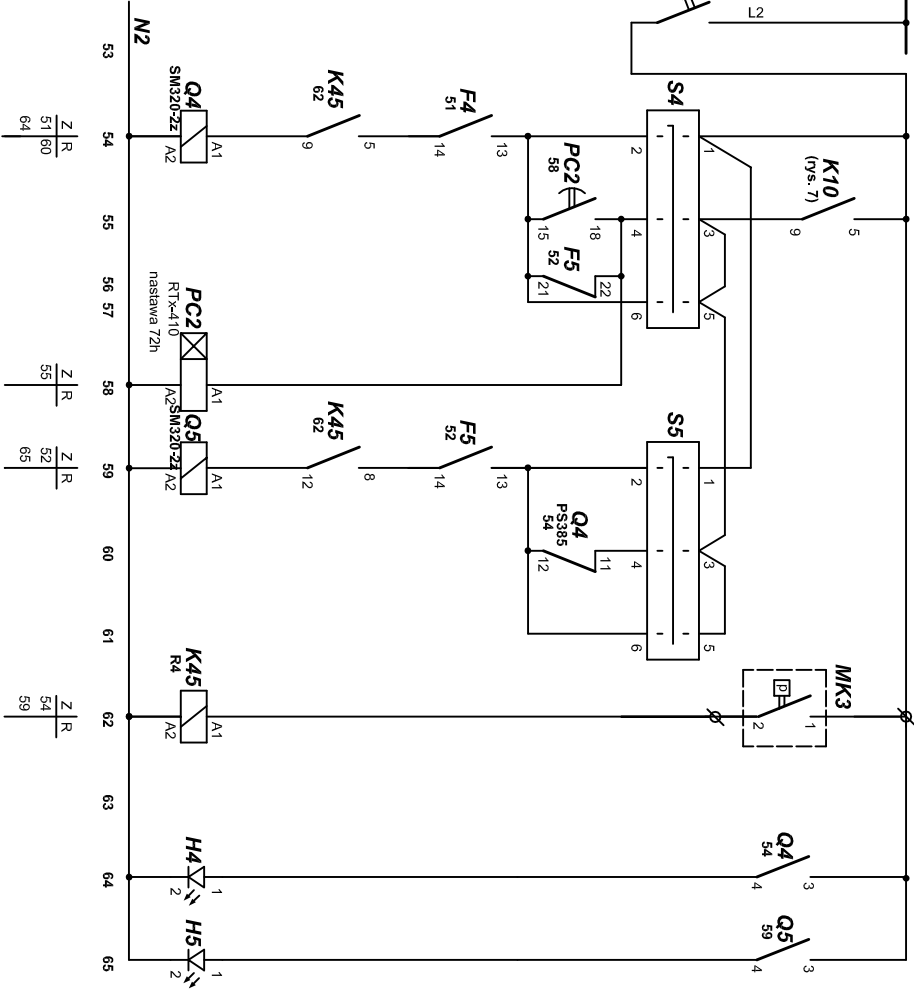 L2
N2
53
54
55
56
57
58
59
60
61
62
63
64
65
Z R
51 60
64
Z R
55
Z R
52
65
Z R
54
59
Q4
SM320-2z
A1
A2
K45
62
9
5
F4
51
14
13
S4
2
1
4
3
6
5
PC2
58
15
18
F5
52
21
22
K10
(rys. 7)
9
5
PC2
RTx-410
nastawa 72h
A1
A2
Q5
SM320-2z
A1
A2
K45
62
12
8
F5
52
14
13
S5
2
1
4
3
6
5
Q4
PS385
54
12
11
K45
R4
A1
A2
MK3
p
2
1
H4
2
1
Q4
54
4
3
H5
2
1
Q5
59
4
3